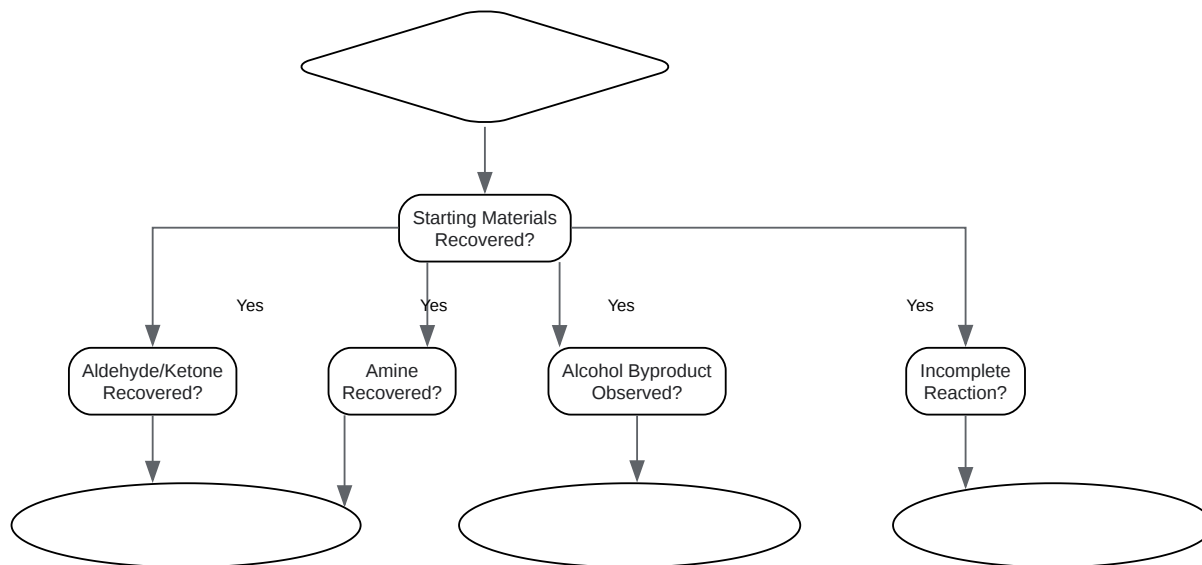 Starting Materials
Recovered?
Yes
Yes
Yes
Yes
Aldehyde/Ketone
Recovered?
Amine
Recovered?
Alcohol Byproduct
Observed?
Incomplete
Reaction?